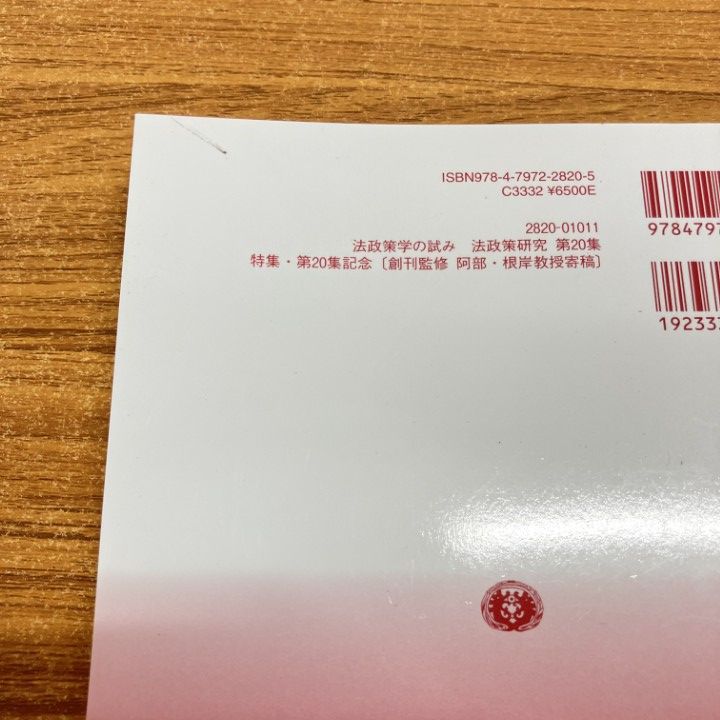 ISBN978-4-7972-2820-5
C3332 ¥6500E
2820-01011
法政策学の試み 法政策研究 第20集
特集・第20集記念〔創刊監修 阿部・根岸教授寄稿〕
978479
192333